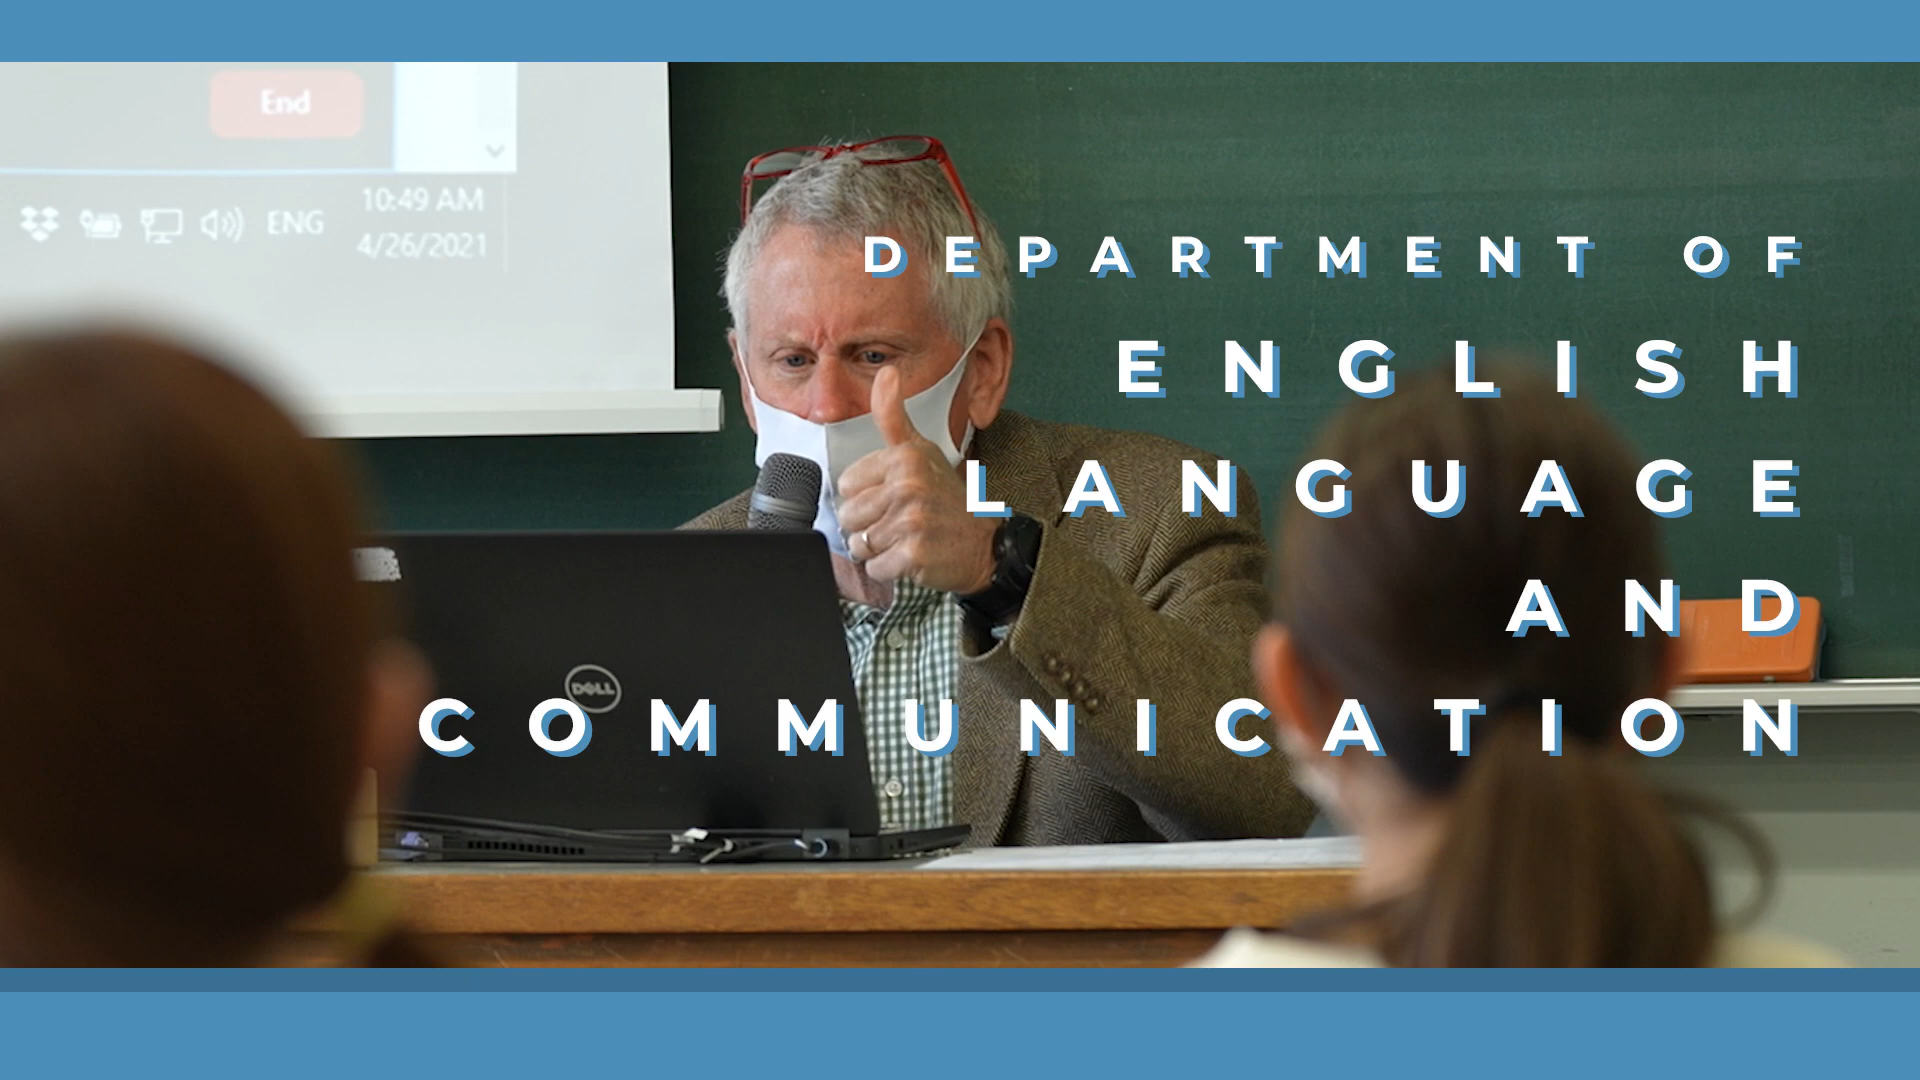 End
10:49 AM
ENG
4/26/2021
DEPARTMENT OF
ENGLISH
LANGUAGE
AND
COMMUNICATION
DELL